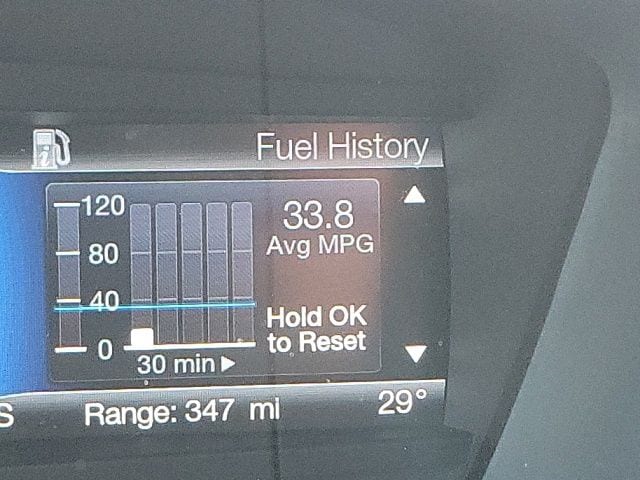 Fuel History
120
80
40
0
33.8
Avg MPG
Hold OK
to Reset
30 min
S
Range: 347 mi
29°